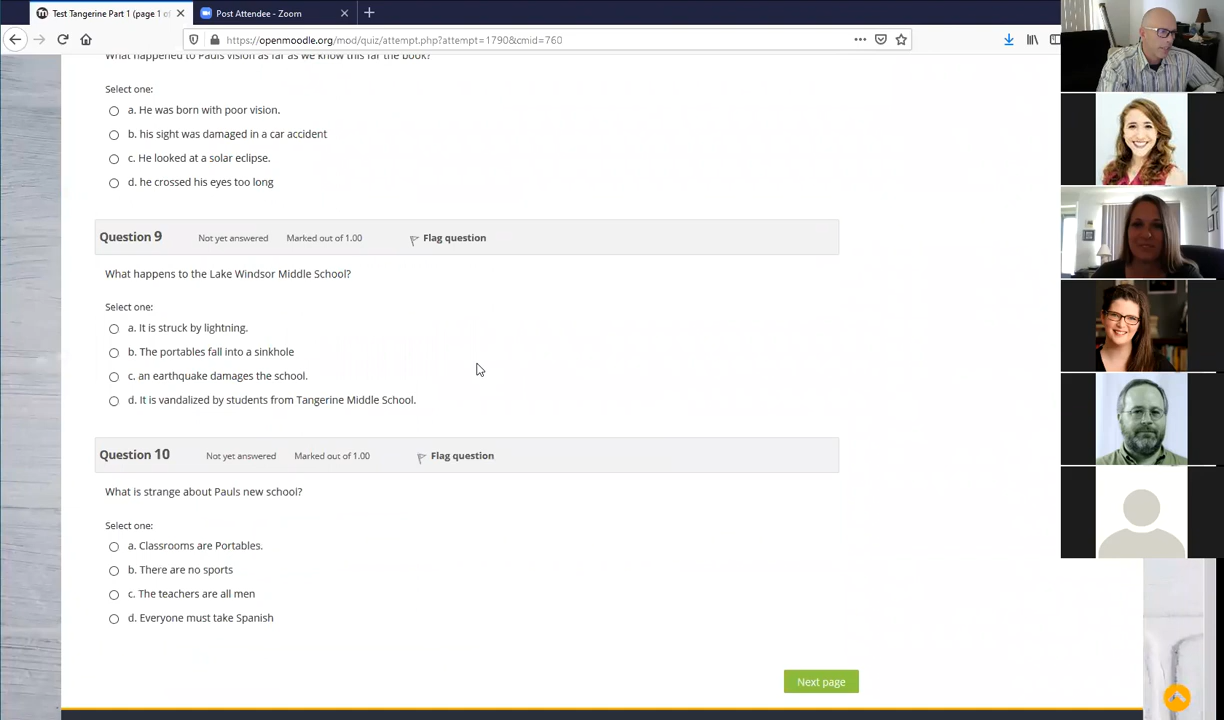 Test Tangerine Part 1 (page 1 of
Post Attendee - Zoom
https://openmoodle.org/mod/quiz/attempt.php?attempt=1790&cmid=760
What happened to Pauls vision as far as we know this far the book?
Select one:
a. He was born with poor vision.
b. his sight was damaged in a car accident
c. He looked at a solar eclipse.
d. he crossed his eyes too long
Question 9 Not yet answered Marked out of 1.00 Flag question
What happens to the Lake Windsor Middle School?
Select one:
a. It is struck by lightning.
b. The portables fall into a sinkhole
c. an earthquake damages the school.
d. It is vandalized by students from Tangerine Middle School.
Question 10 Not yet answered Marked out of 1.00 Flag question
What is strange about Pauls new school?
Select one:
a. Classrooms are Portables.
b. There are no sports
c. The teachers are all men
d. Everyone must take Spanish
Next page